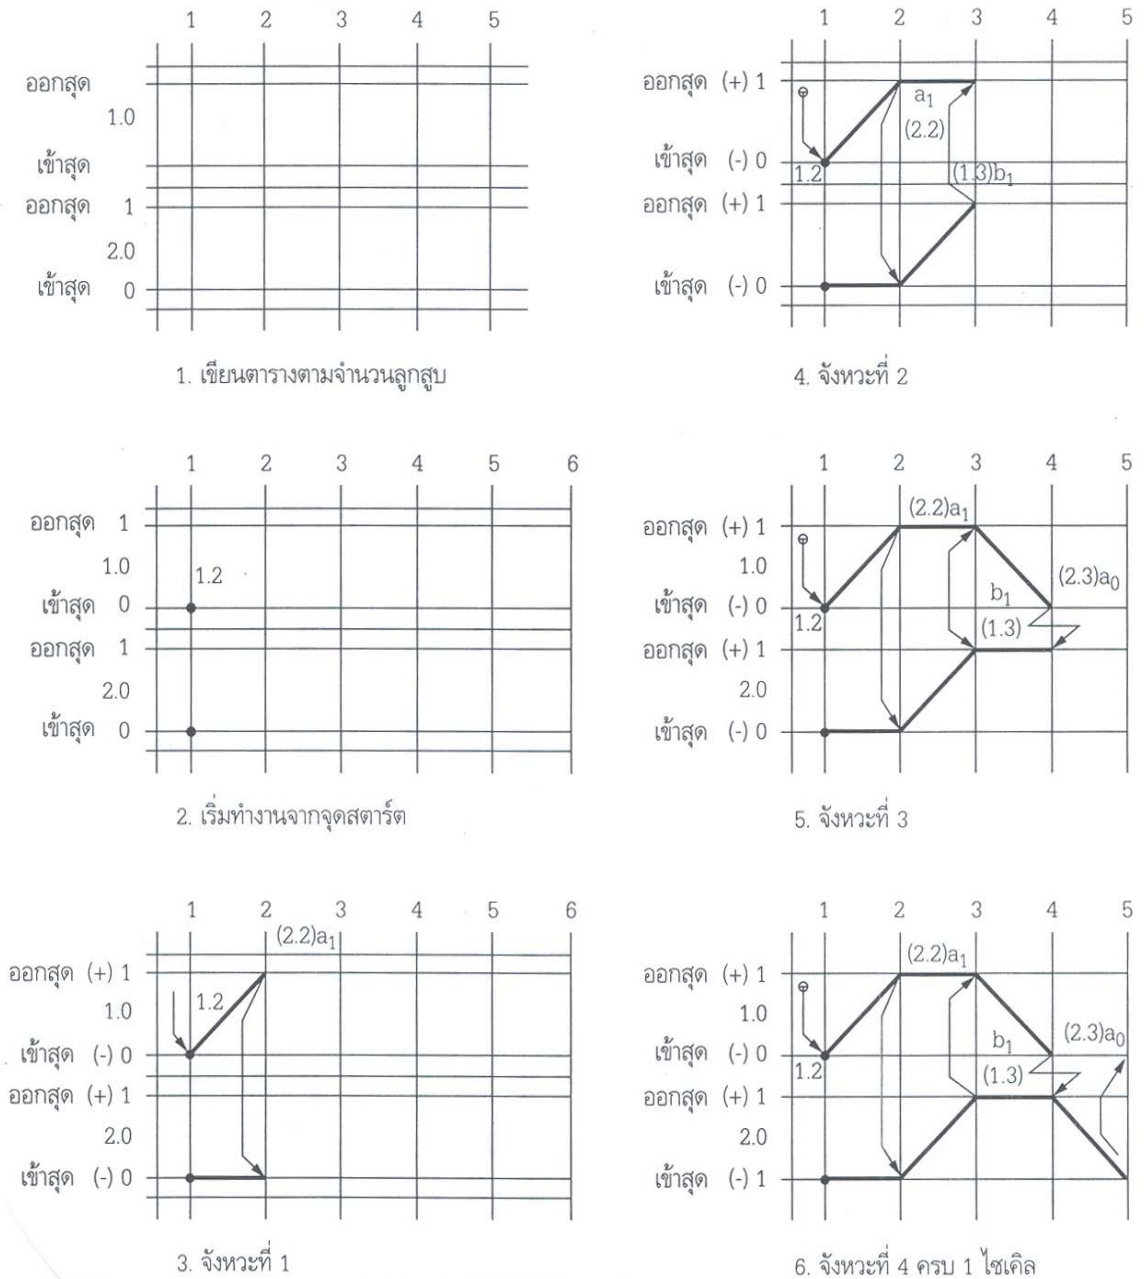 1 2 3 4 5
ออกสุด
1.0
เข้าสุด
ออกสุด 1
2.0
เข้าสุด 0
1. เขียนตารางตามจำนวนลูกสูบ
1 2 3 4 5 6
ออกสุด 1
1.0 1.2
เข้าสุด 0
ออกสุด 1
2.0
เข้าสุด 0
2. เริ่มทำงานจากจุดสตาร์ต
1 2 3 4 5 6
(2.2)a1
ออกสุด (+) 1
1.2
1.0
เข้าสุด (-) 0
ออกสุด (+) 1
2.0
เข้าสุด (-) 0
3. จังหวะที่ 1
1 2 3 4 5
ออกสุด (+) 1
a1
(2.2)
เข้าสุด (-) 0
1.2 (1.3)b1
ออกสุด (+) 1
เข้าสุด (-) 0
4. จังหวะที่ 2
1 2 3 4 5
(2.2)a1
ออกสุด (+) 1
1.0 (2.3)a0
เข้าสุด (-) 0 b1
1.2 (1.3)
ออกสุด (+) 1
2.0
เข้าสุด (-) 0
5. จังหวะที่ 3
1 2 3 4 5
(2.2)a1
ออกสุด (+) 1
1.0
b1 (2.3)a0
เข้าสุด (-) 0
1.2 (1.3)
ออกสุด (+) 1
2.0
เข้าสุด (-) 1
6. จังหวะที่ 4 ครบ 1 ไซเคิล